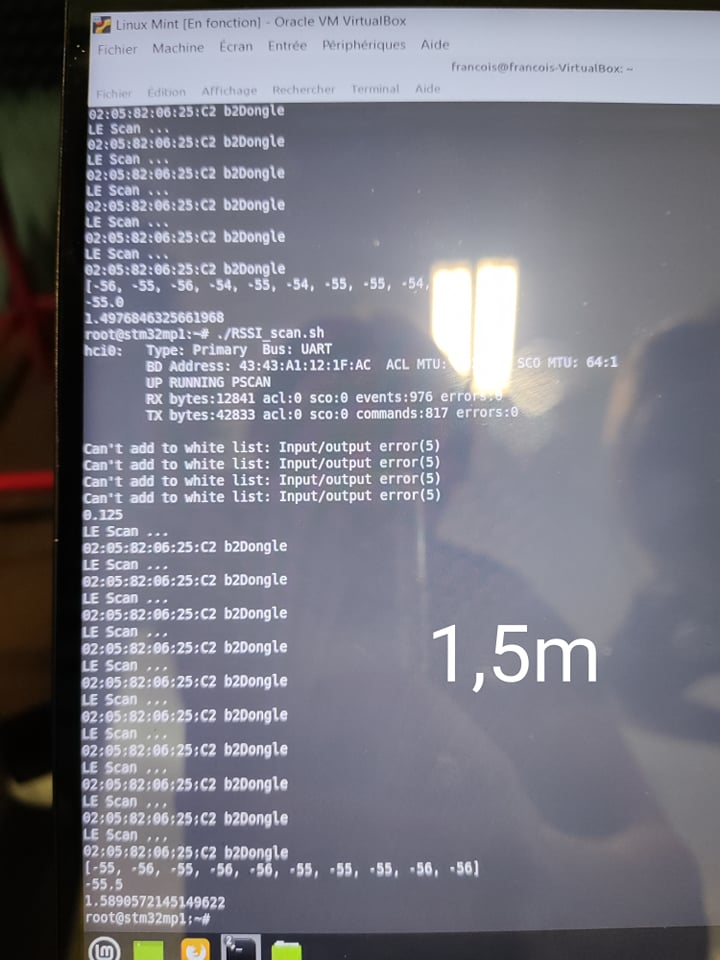 Linux Mint [En fonction] - Oracle VM VirtualBox
Fichier Machine Écran Entrée Périphériques Aide
francois@francois-VirtualBox: ~
Fichier Édition Affichage Rechercher Terminal Aide
02:05:82:06:25:C2 b2Dongle
LE Scan ...
02:05:82:06:25:C2 b2Dongle
LE Scan ...
02:05:82:06:25:C2 b2Dongle
LE Scan ...
02:05:82:06:25:C2 b2Dongle
LE Scan ...
02:05:82:06:25:C2 b2Dongle
LE Scan ...
02:05:82:06:25:C2 b2Dongle
[-56, -55, -56, -54, -55, -54, -55, -55, -54,
-55.0
1.4976846325661968
root@stm32mp1:~# ./RSSI_scan.sh
hci0: Type: Primary Bus: UART
BD Address: 43:43:A1:12:1F:AC ACL MTU: SCO MTU: 64:1
UP RUNNING PSCAN
RX bytes:12841 acl:0 sco:0 events:976 errors:0
TX bytes:42833 acl:0 sco:0 commands:817 errors:0
Can't add to white list: Input/output error(5)
Can't add to white list: Input/output error(5)
Can't add to white list: Input/output error(5)
Can't add to white list: Input/output error(5)
0.125
LE Scan ...
02:05:82:06:25:C2 b2Dongle
LE Scan ...
02:05:82:06:25:C2 b2Dongle
LE Scan ...
02:05:82:06:25:C2 b2Dongle
LE Scan ...
02:05:82:06:25:C2 b2Dongle
LE Scan ...
02:05:82:06:25:C2 b2Dongle
LE Scan ...
02:05:82:06:25:C2 b2Dongle
LE Scan ...
02:05:82:06:25:C2 b2Dongle
LE Scan ...
02:05:82:06:25:C2 b2Dongle
LE Scan ...
02:05:82:06:25:C2 b2Dongle
LE Scan ...
02:05:82:06:25:C2 b2Dongle
[-55, -56, -55, -56, -56, -55, -55, -55, -56, -56]
-55.5
1.5890572145149622
root@stm32mp1:~#
1,5m